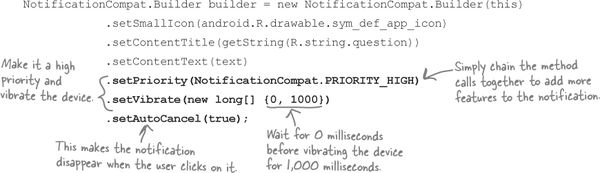 NotificationCompat.Builder builder = new NotificationCompat.Builder(this)
.setSmallIcon(android.R.drawable.sym_def_app_icon)
.setContentTitle(getString(R.string.question))
.setContentText(text)
.setPriority(NotificationCompat.PRIORITY_HIGH)
.setVibrate(new long[] {0, 1000})
.setAutoCancel(true);
Make it a high
priority and
vibrate the device.
Simply chain the method
calls together to add more
features to the notification.
This makes the notification
disappear when the user clicks on it.
Wait for 0 milliseconds
before vibrating the device
for 1,000 milliseconds.